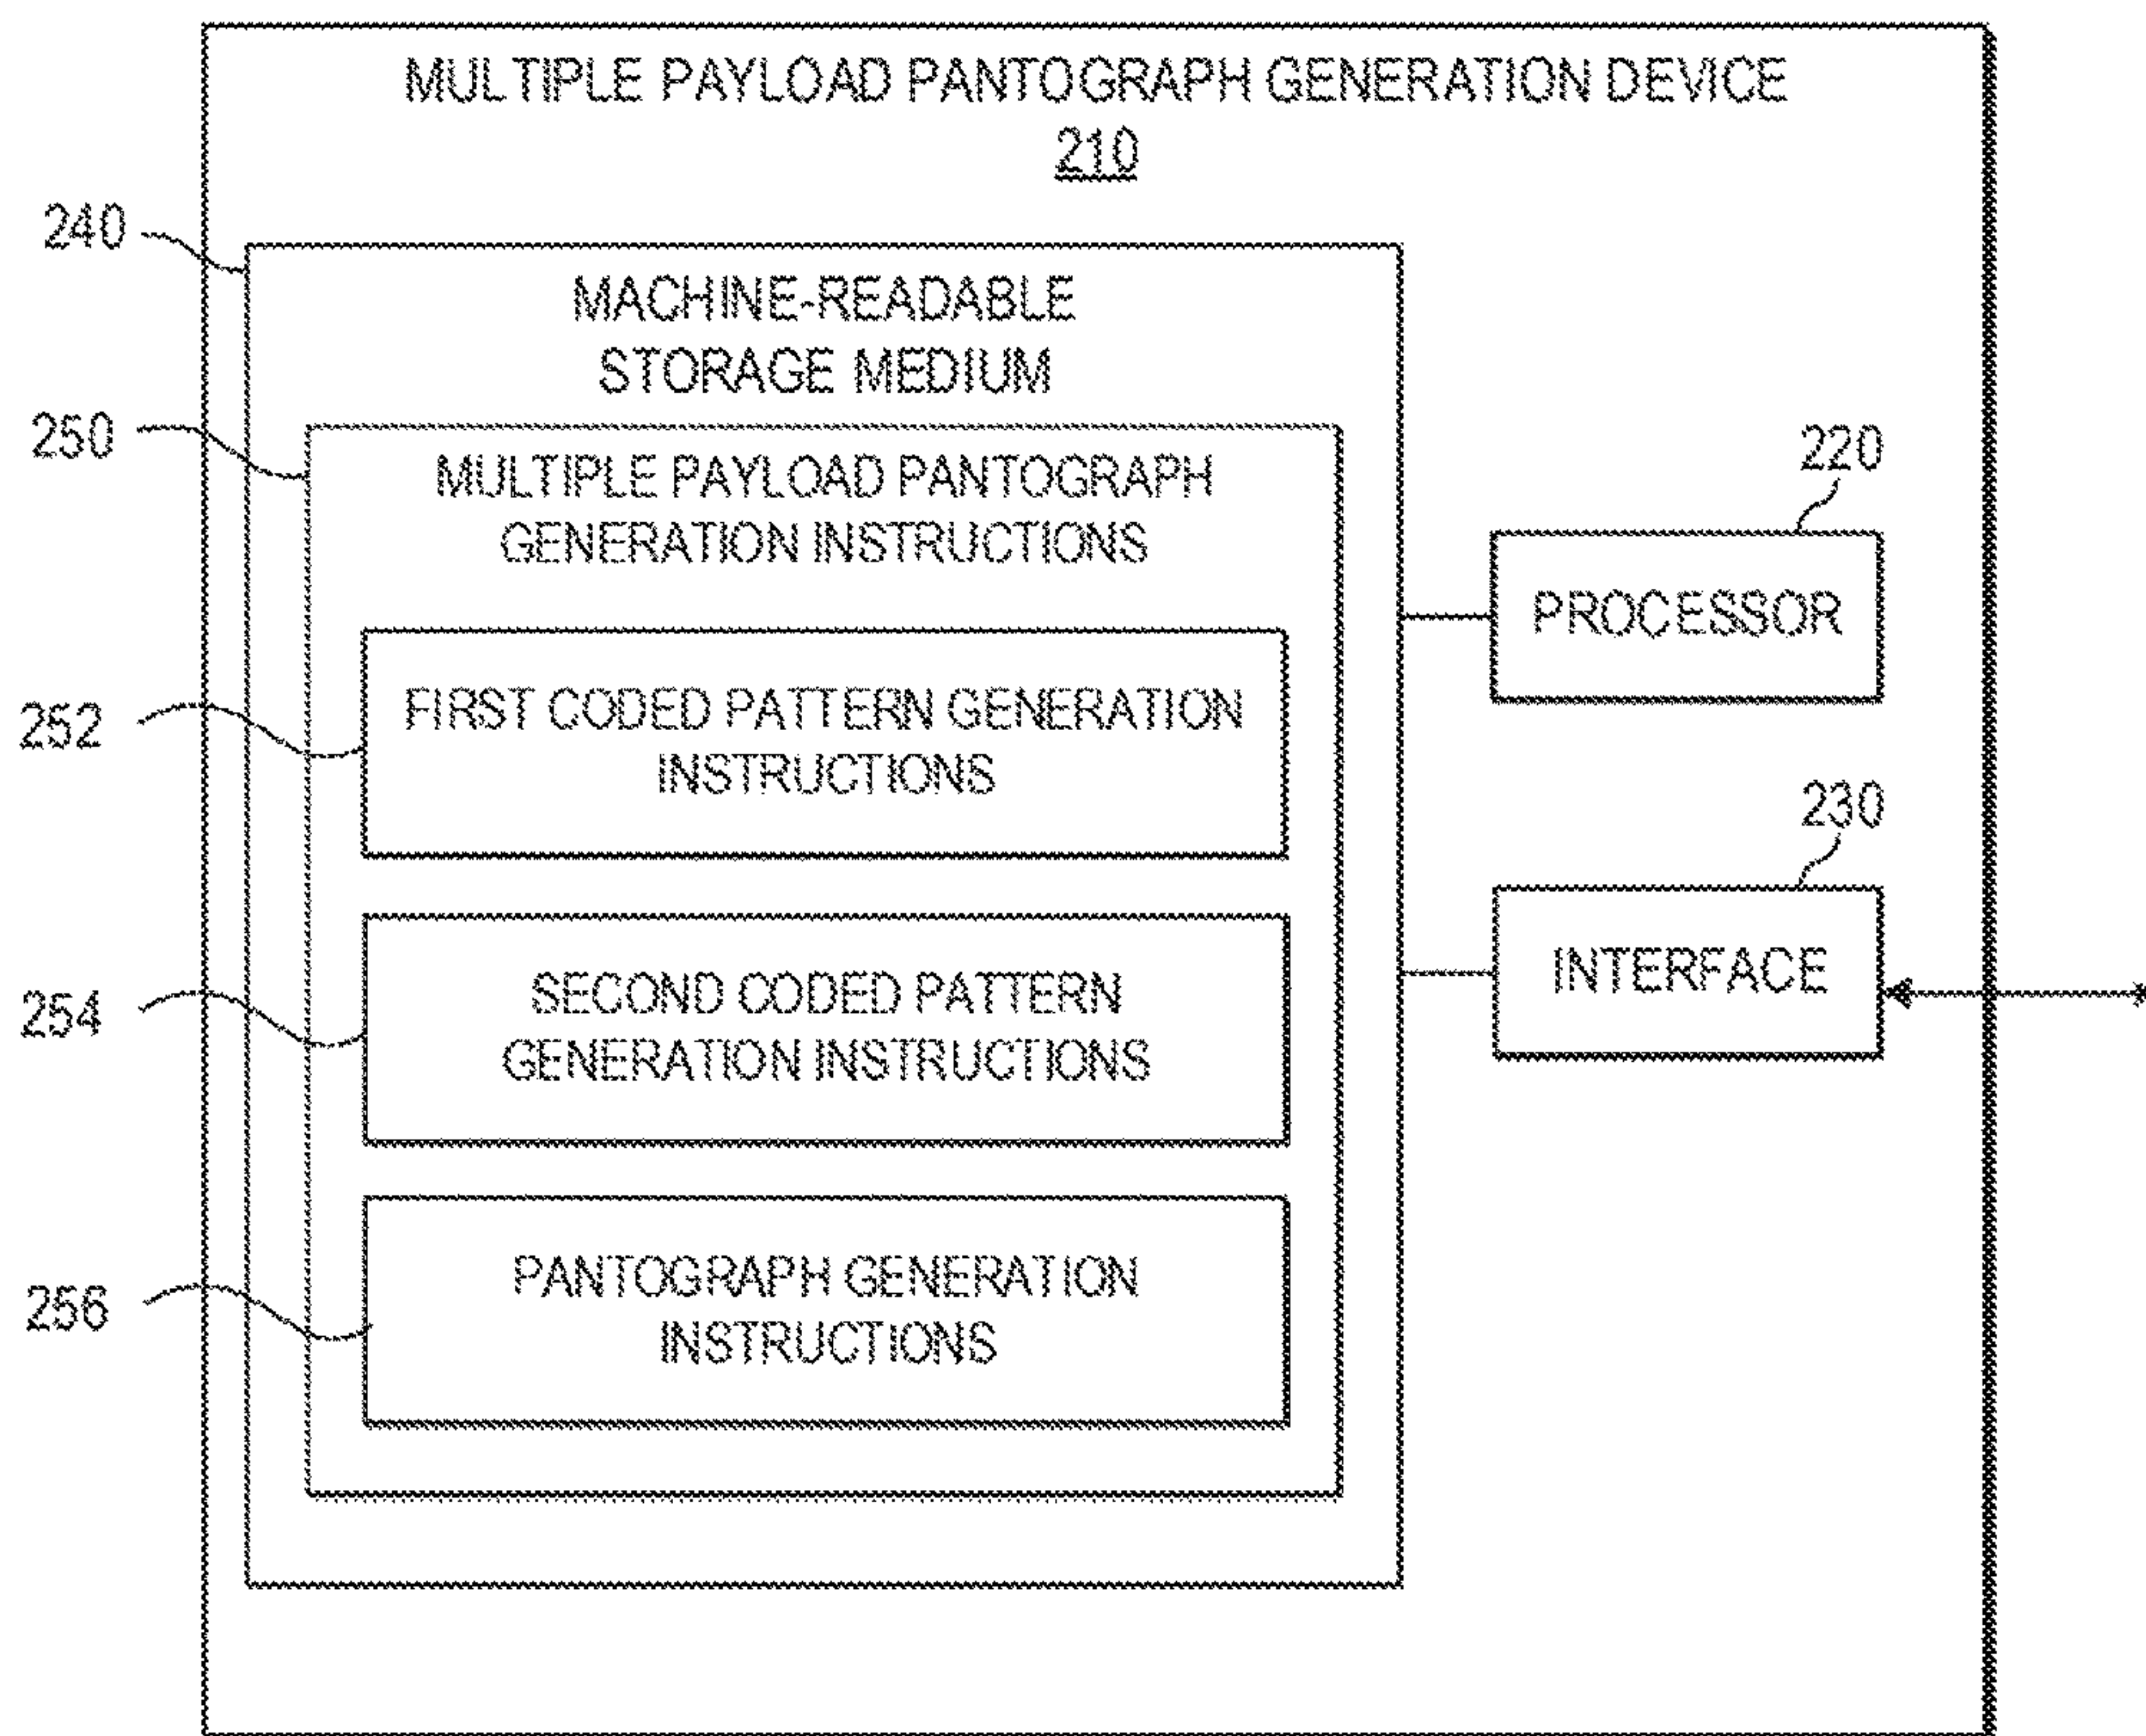 MULTIPLE PAYLOAD PANTOGRAPH GENERATION DEVICE
210
240
MACHINE-READABLE
STORAGE MEDIUM
250
MULTIPLE PAYLOAD PANTOGRAPH
GENERATION INSTRUCTIONS
220
PROCESSOR
252
FIRST CODED PATTERN GENERATION
INSTRUCTIONS
230
INTERFACE
254
SECOND CODED PATTERN
GENERATION INSTRUCTIONS
256
PANTOGRAPH GENERATION
INSTRUCTIONS